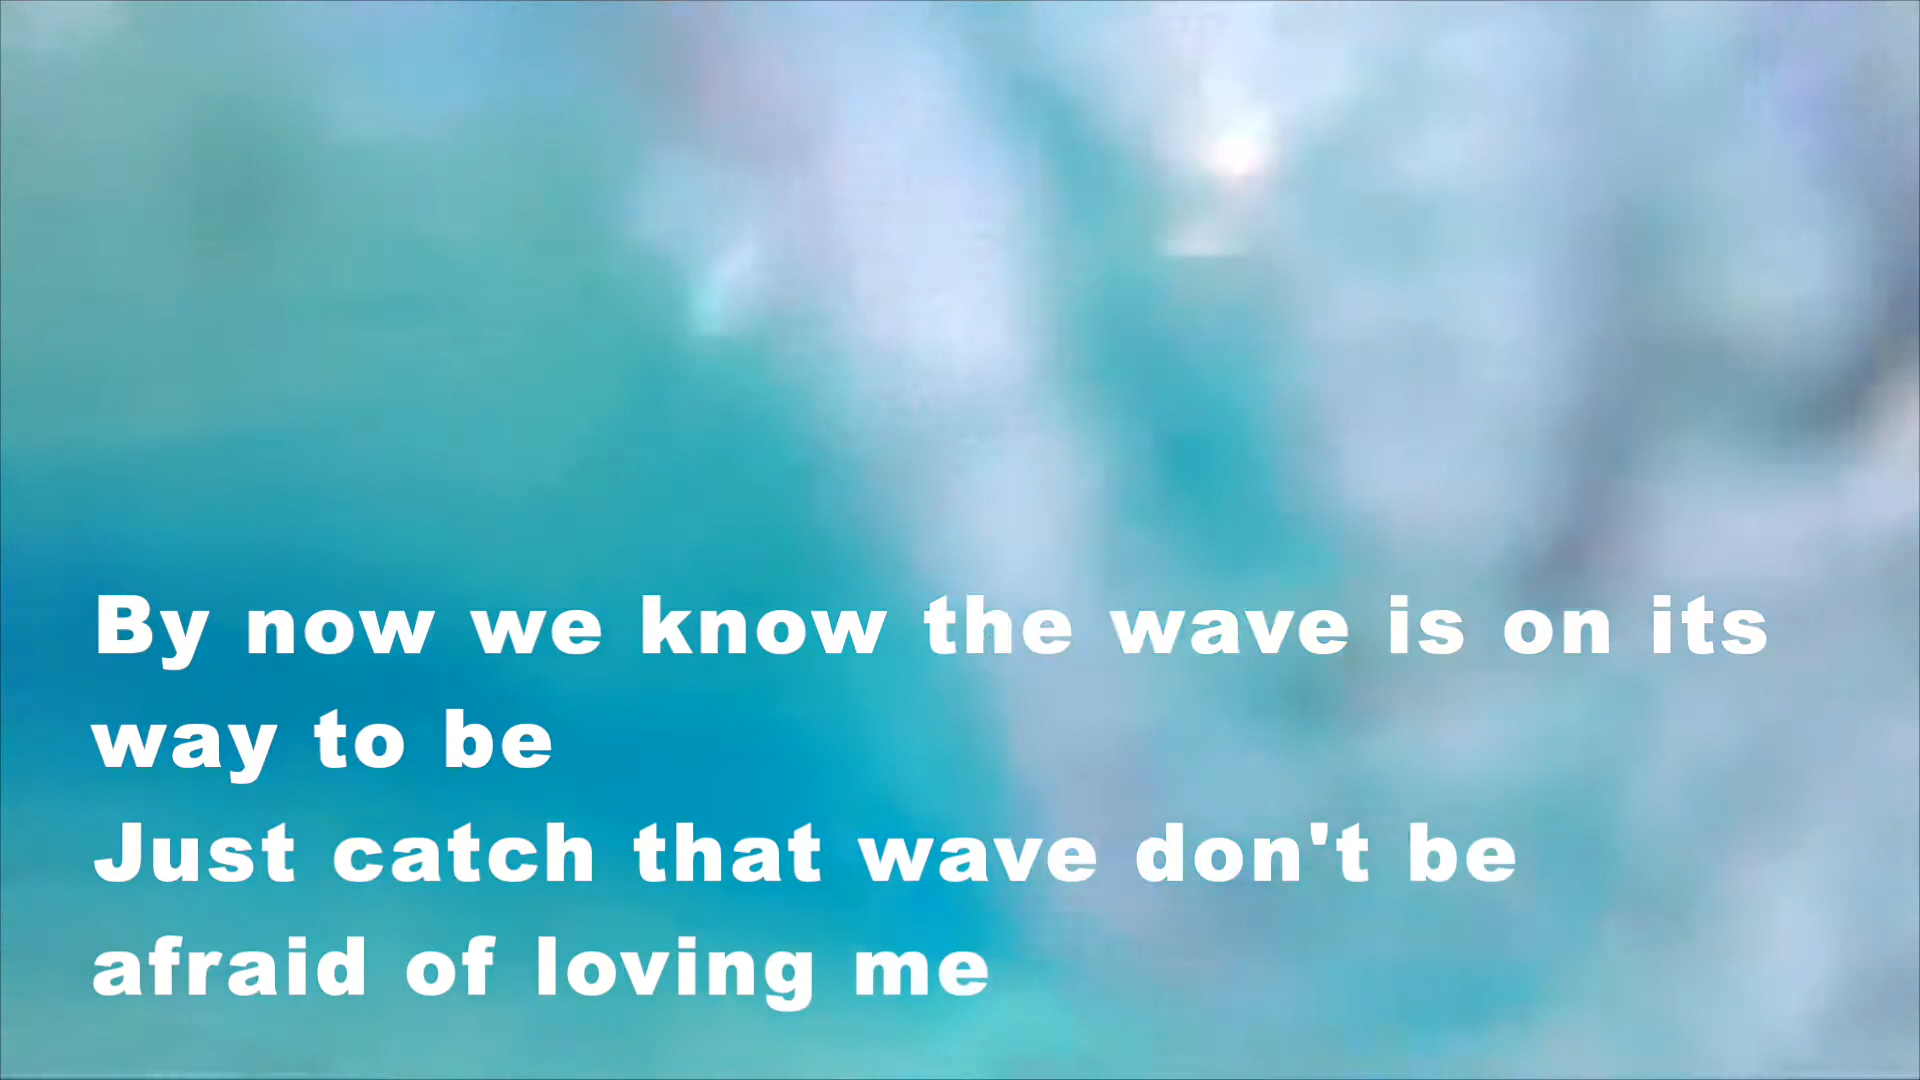 By now we know the wave is on its
way to be
Just catch that wave don't be
afraid of loving me